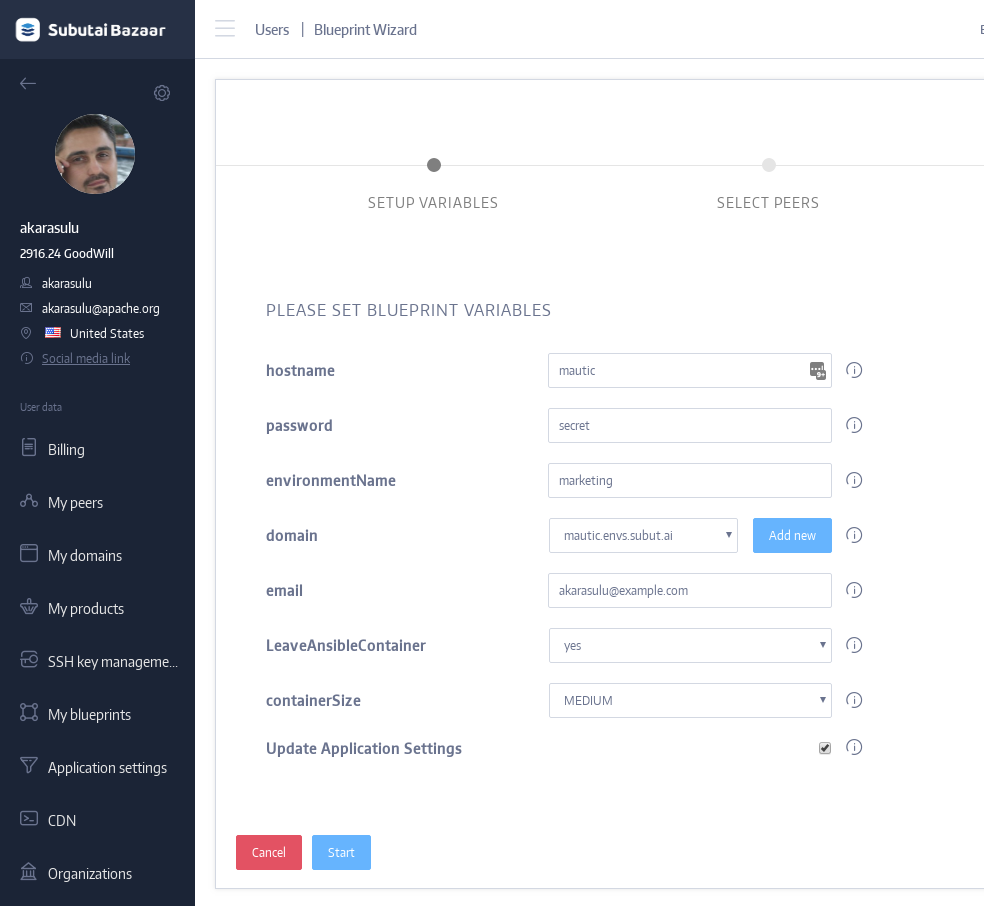 Subutai Bazaar
Users | Blueprint Wizard
akarasulu
2916.24 GoodWill
akarasulu
akarasulu@apache.org
United States
Social media link
User data
Billing
My peers
My domains
My products
SSH key manageme...
My blueprints
Application settings
CDN
Organizations
SETUP VARIABLES
SELECT PEERS
PLEASE SET BLUEPRINT VARIABLES
hostname mautic
password secret
environmentName marketing
domain mautic.envs.subut.ai Add new
email akarasulu@example.com
LeaveAnsibleContainer yes
containerSize MEDIUM
Update Application Settings
Cancel Start